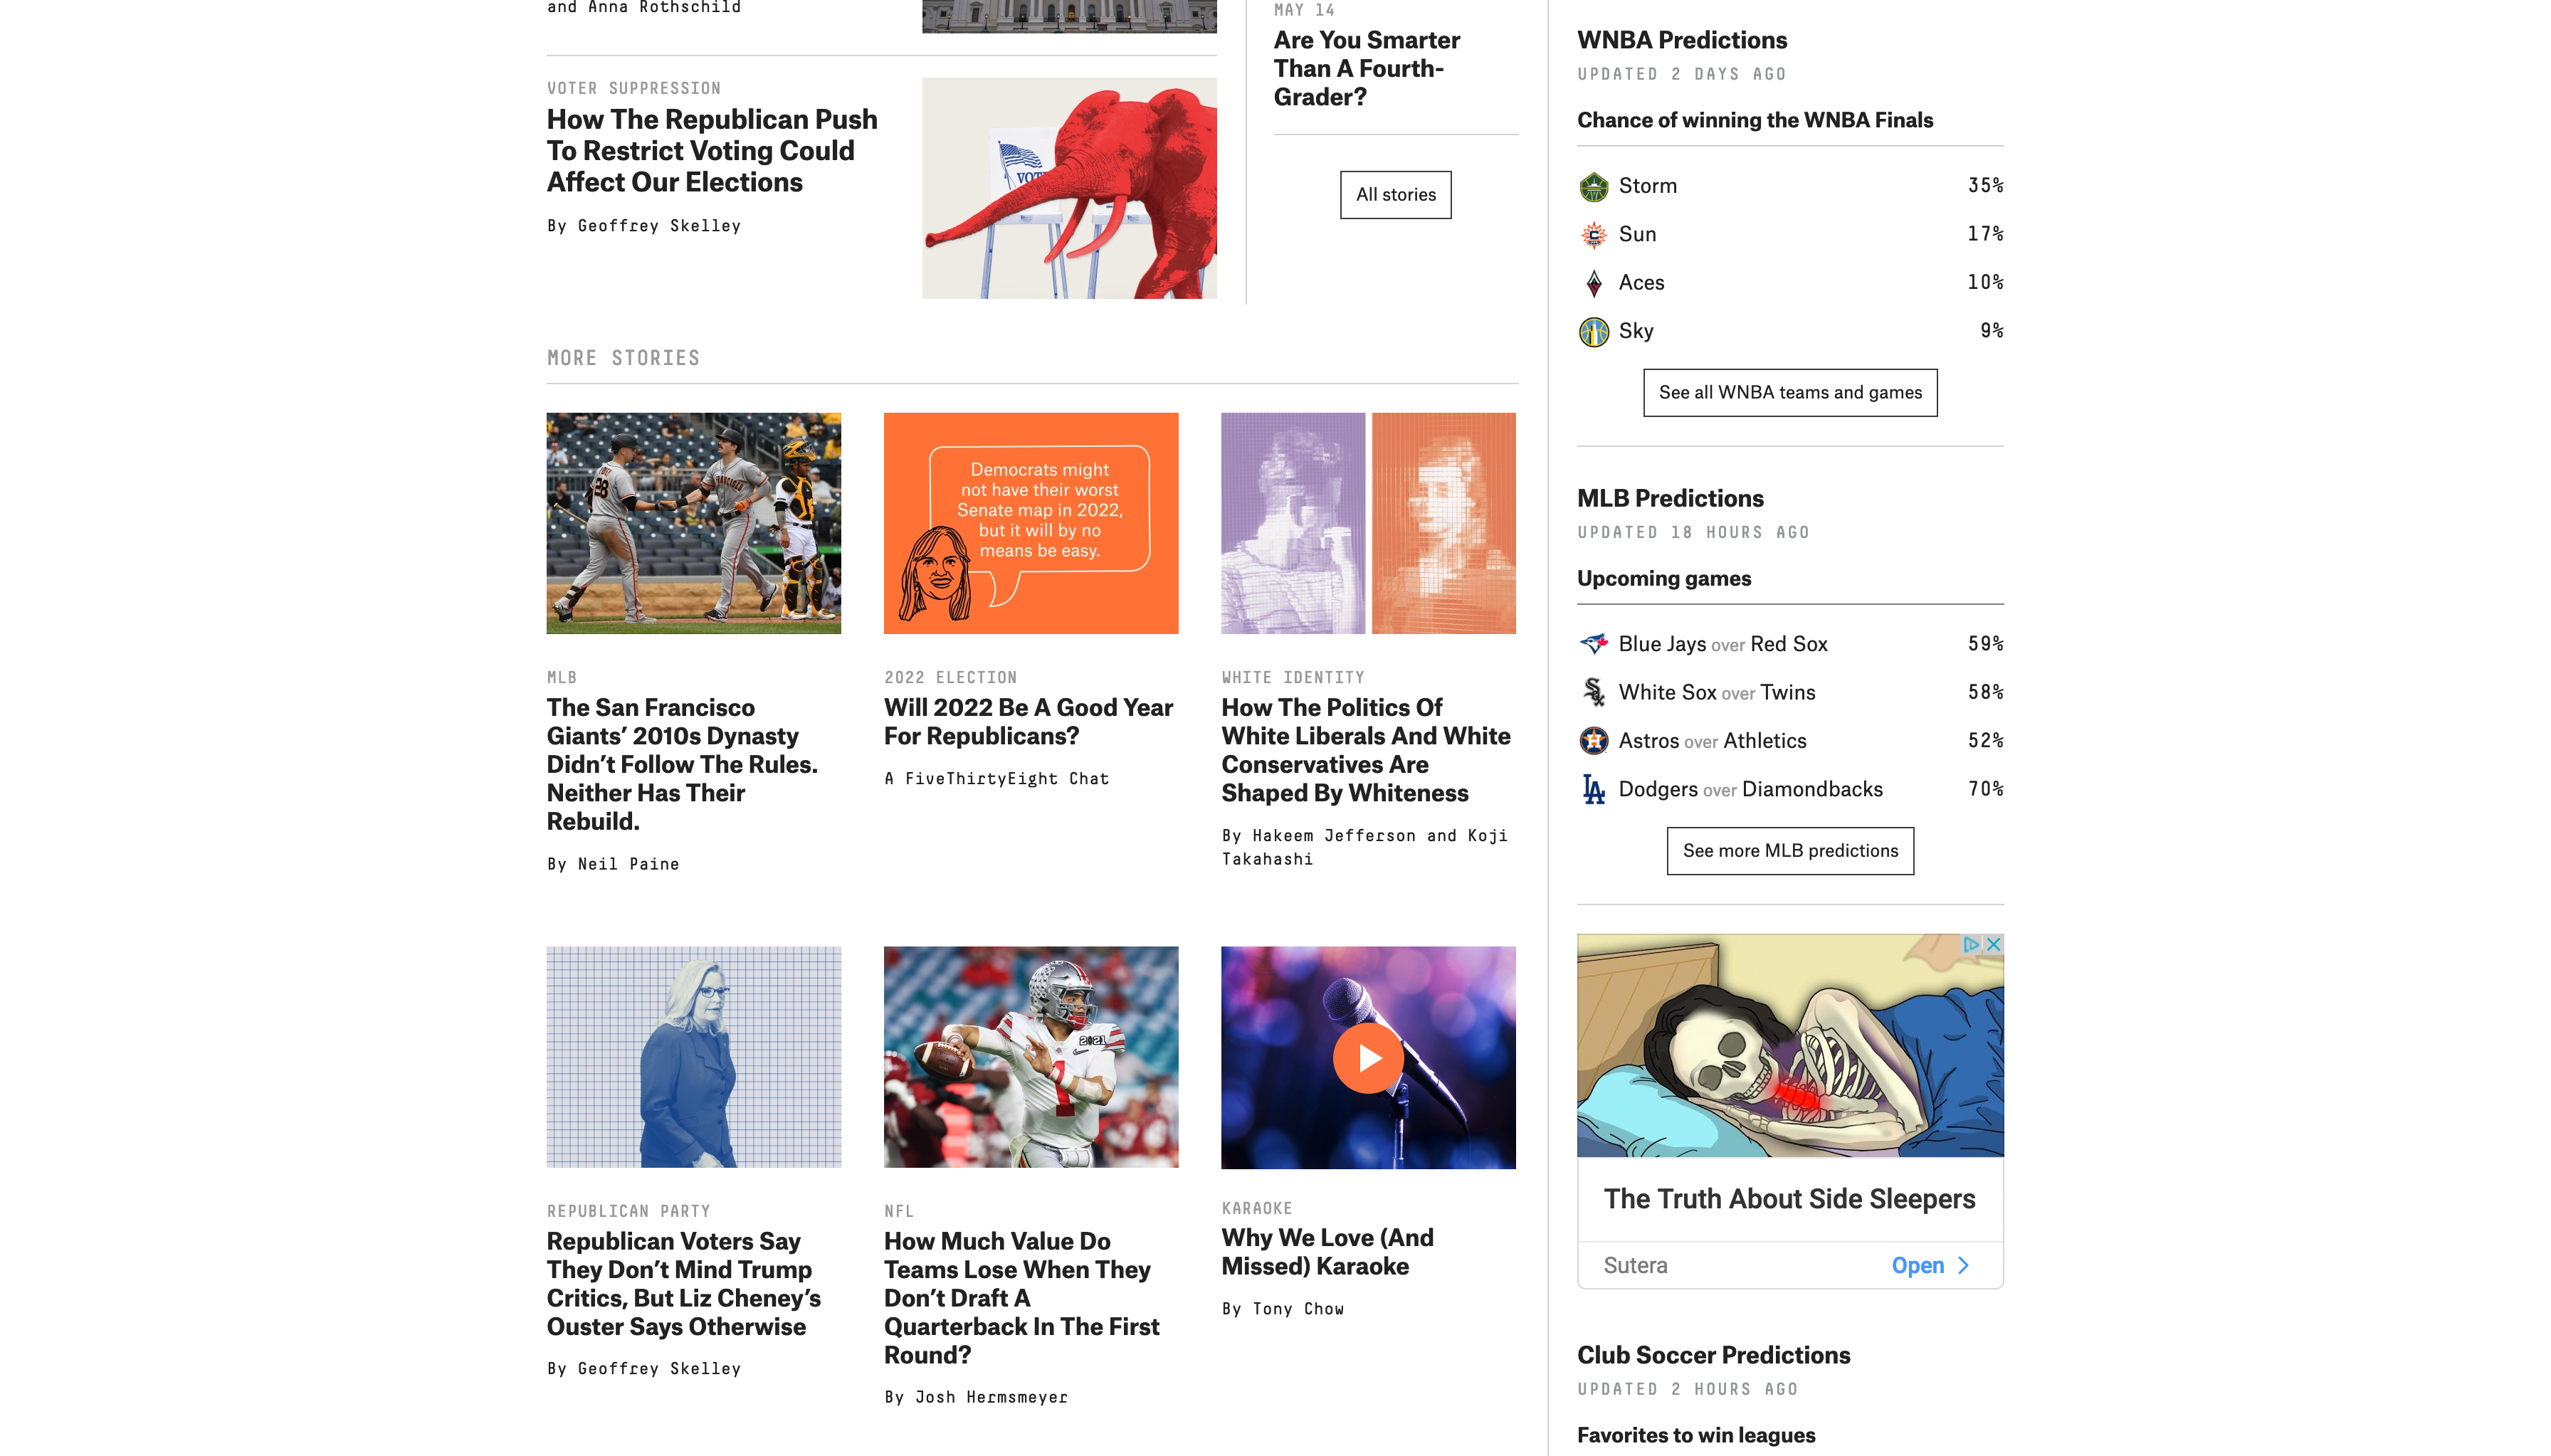 and Anna Rothschild
VOTER SUPPRESSION
How The Republican Push
To Restrict Voting Could
Affect Our Elections
By Geoffrey Skelley
MAY 14
Are You Smarter
Than A Fourth-
Grader?
All stories
MORE STORIES
28
Democrats might
not have their worst
Senate map in 2022,
but it will by no
means be easy.
MLB
The San Francisco
Giants’ 2010s Dynasty
Didn’t Follow The Rules.
Neither Has Their
Rebuild.
By Neil Paine
2022 ELECTION
Will 2022 Be A Good Year
For Republicans?
A FiveThirtyEight Chat
WHITE IDENTITY
How The Politics Of
White Liberals And White
Conservatives Are
Shaped By Whiteness
By Hakeem Jefferson and Koji
Takahashi
2021
1
REPUBLICAN PARTY
Republican Voters Say
They Don’t Mind Trump
Critics, But Liz Cheney’s
Ouster Says Otherwise
By Geoffrey Skelley
NFL
How Much Value Do
Teams Lose When They
Don’t Draft A
Quarterback In The First
Round?
By Josh Hermsmeyer
KARAOKE
Why We Love (And
Missed) Karaoke
By Tony Chow
WNBA Predictions
UPDATED 2 DAYS AGO
Chance of winning the WNBA Finals
Storm 35%
Sun 17%
Aces 10%
Sky 9%
See all WNBA teams and games
MLB Predictions
UPDATED 18 HOURS AGO
Upcoming games
Blue Jays over Red Sox 59%
White Sox over Twins 58%
Astros over Athletics 52%
LA Dodgers over Diamondbacks 70%
See more MLB predictions
The Truth About Side Sleepers
Sutera Open
Club Soccer Predictions
UPDATED 2 HOURS AGO
Favorites to win leagues